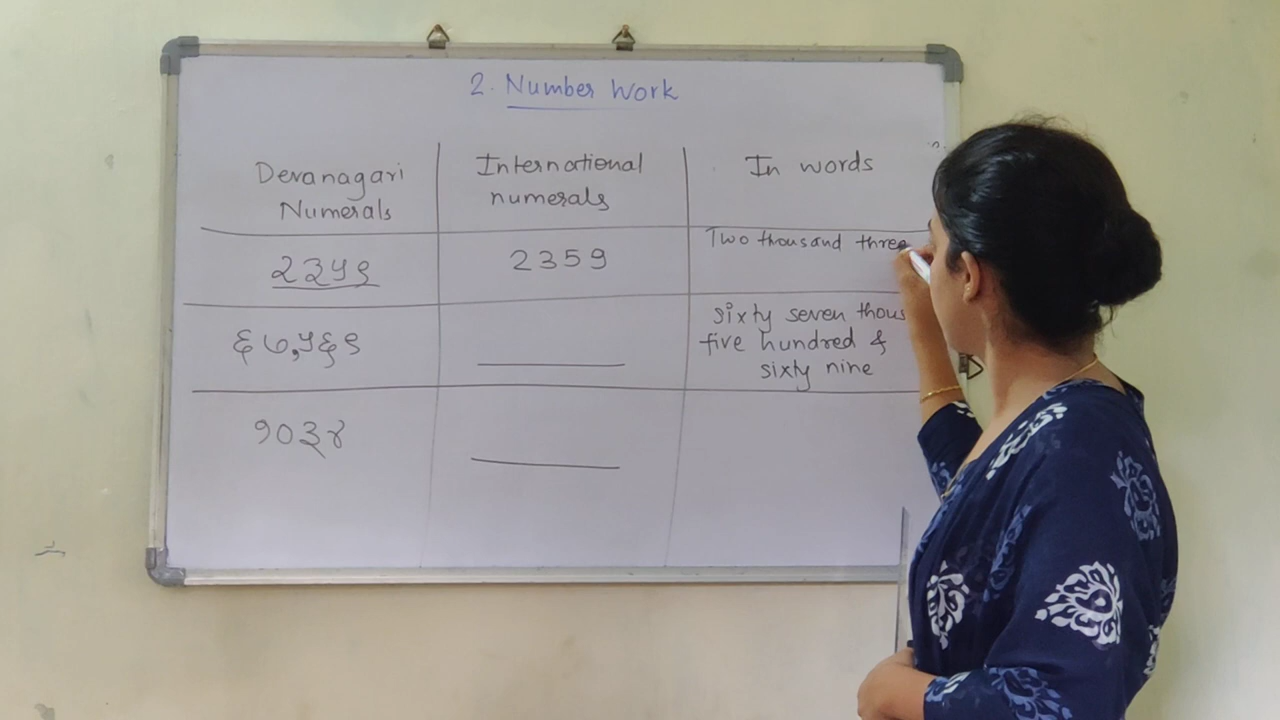 2. Number Work
Devanagari
Numerals
International
numerals
In words
२३५९
2359
Two thousand three
६७,५६९
sixty seven thous
five hundred &
sixty nine
१०३४